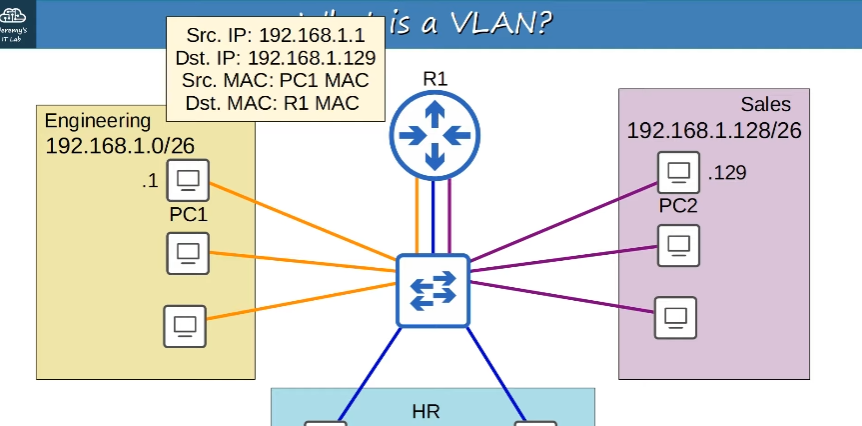 What is a VLAN?
Jeremy's
IT Lab
Src. IP: 192.168.1.1
Dst. IP: 192.168.1.129
Src. MAC: PC1 MAC
Dst. MAC: R1 MAC
R1
Engineering
192.168.1.0/26
.1
PC1
Sales
192.168.1.128/26
.129
PC2
HR